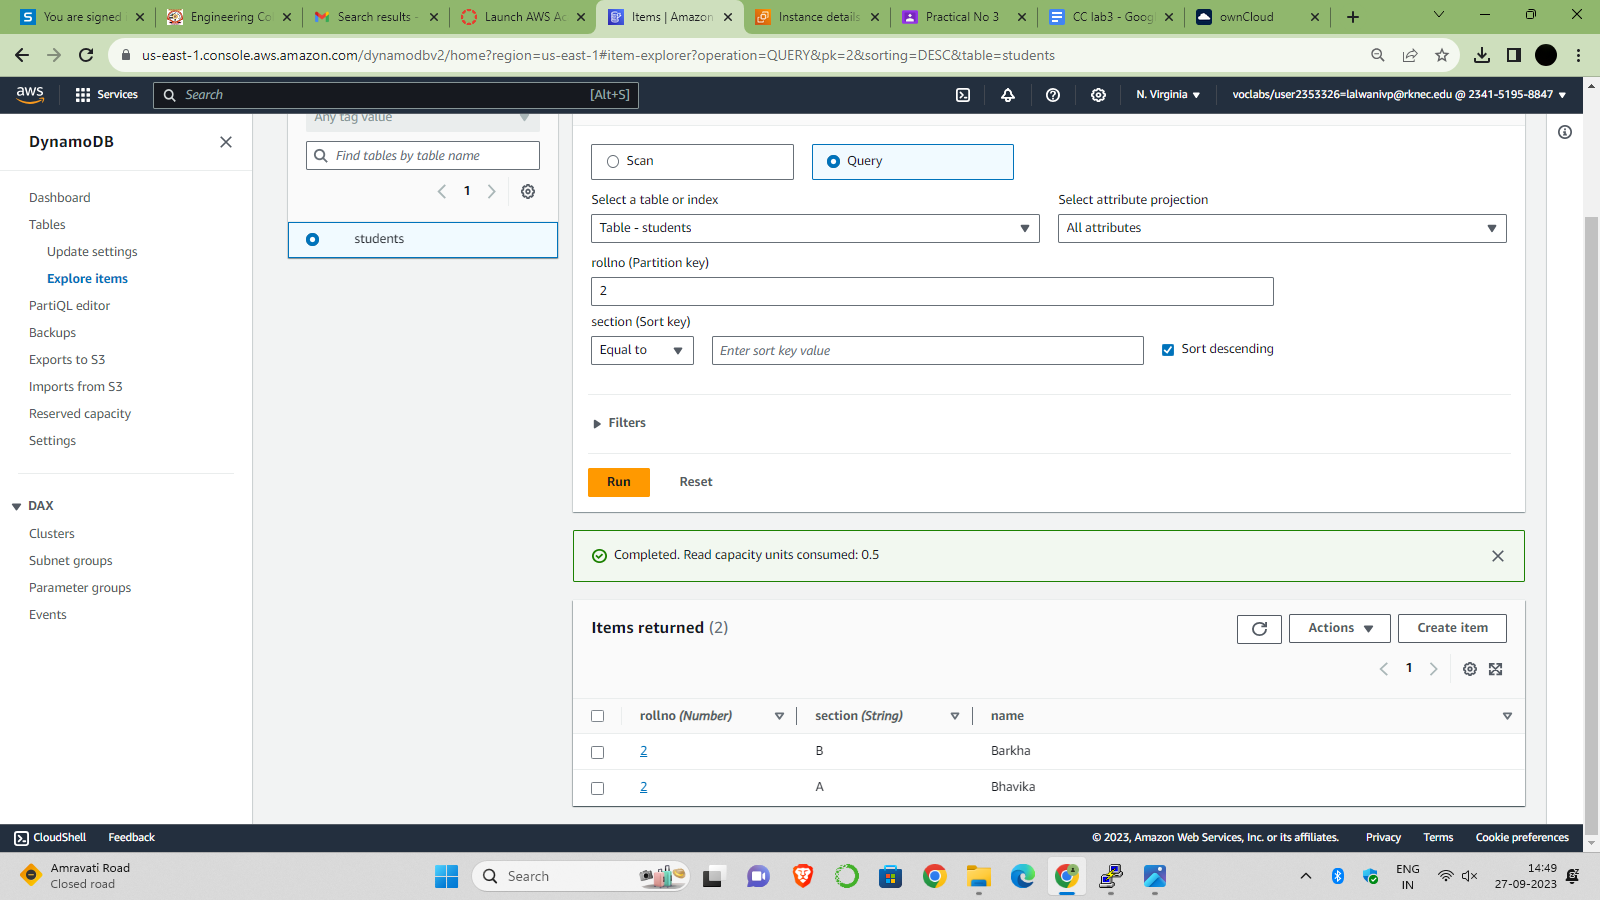 You are signed
Engineering Co
Search results -
Launch AWS Ac
Items | Amazon
Instance details
Practical No 3
CC lab3 - Goog
ownCloud
us-east-1.console.aws.amazon.com/dynamodbv2/home?region=us-east-1#item-explorer?operation=QUERY&pk=2&sorting=DESC&table=students
aws
Services
Search
[Alt+S]
N. Virginia
voclabs/user2353326=lalwanivp@rknec.edu @ 2341-5195-8847
DynamoDB
Dashboard
Tables
Update settings
Explore items
PartiQL editor
Backups
Exports to S3
Imports from S3
Reserved capacity
Settings
DAX
Clusters
Subnet groups
Parameter groups
Events
Any tag value
Find tables by table name
1
students
Scan
Query
Select a table or index
Select attribute projection
Table - students
All attributes
rollno (Partition key)
2
section (Sort key)
Equal to
Enter sort key value
Sort descending
Filters
Run
Reset
Completed. Read capacity units consumed: 0.5
Items returned (2)
Actions
Create item
1
rollno (Number)
section (String)
name
2
B
Barkha
2
A
Bhavika
CloudShell
Feedback
© 2023, Amazon Web Services, Inc. or its affiliates.
Privacy
Terms
Cookie preferences
Amravati Road
Closed road
Search
ENG
IN
14:49
27-09-2023